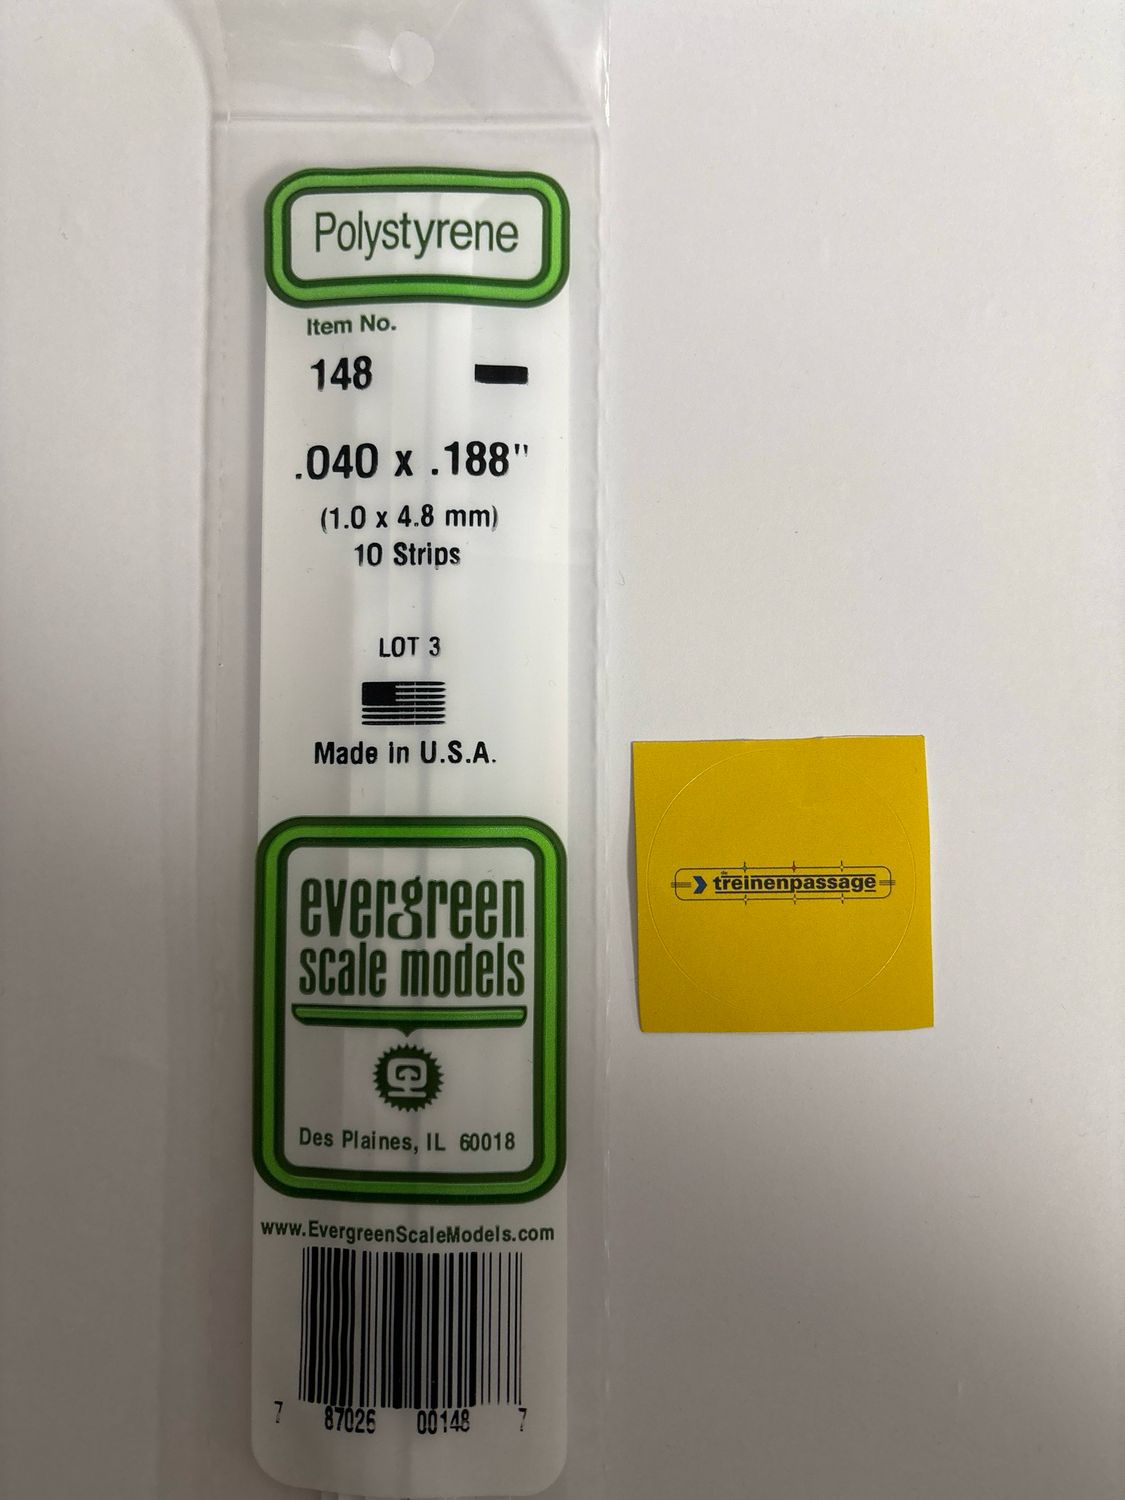 Polystyrene
Item No.
148
.040 x .188"
(1.0 x 4.8 mm)
10 Strips
LOT 3
Made in U.S.A.
evergreen
scale models
Des Plaines, IL 60018
www.EvergreenScaleModels.com
7 87026 00148 7
de
treinenpassage